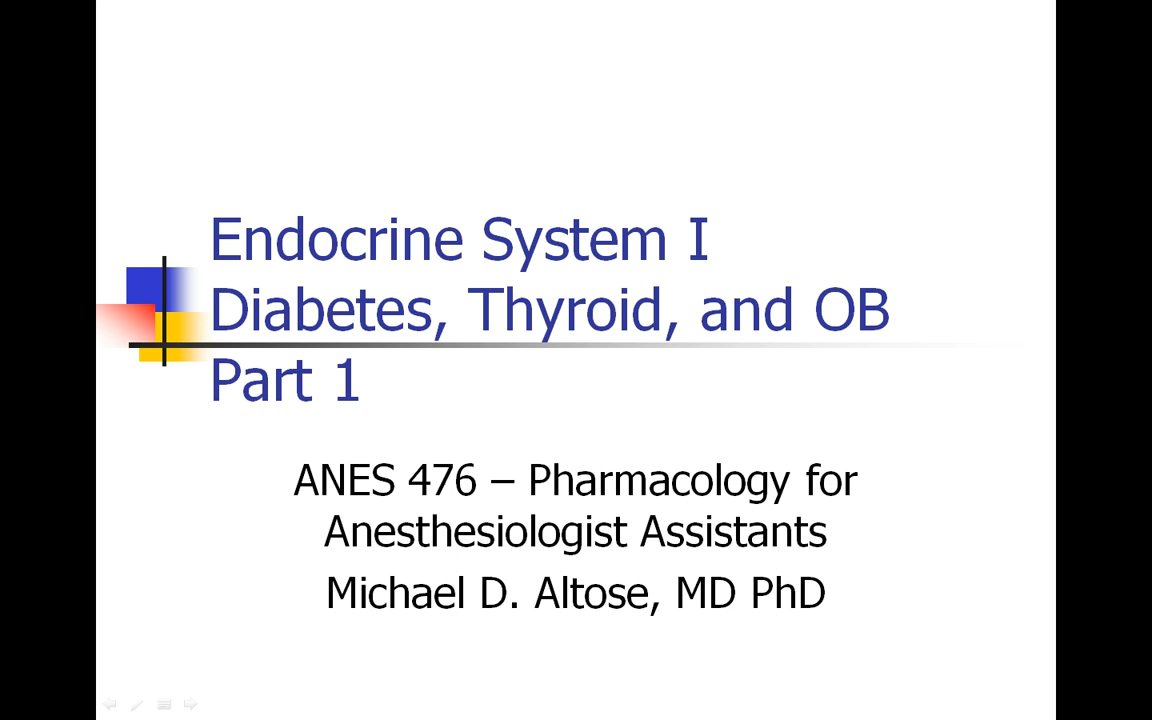 Endocrine System I
Diabetes, Thyroid, and OB
Part 1
ANES 476 – Pharmacology for
Anesthesiologist Assistants
Michael D. Altose, MD PhD